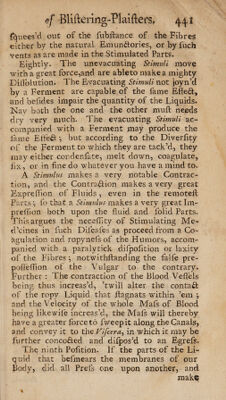 of Bliſtering-Plaiſters. 441
ſquees'd out of the ſubſtance of the Fibres
either by the natural Emunctories, or by ſuch
vents as are made in the Stimulated Parts.
Eightly. The unevacuating Stimuli move
with a great force, and are able to make a mighty
Diſſolution. The Evacuating Stimuli not joyn'd
by a Ferment are capable of the ſame Effect,
and beſides impair the quantity of the Liquids.
Nay both the one and the other muſt needs
dry very much. The evacuating Stimuli ac-
companied with a Ferment may produce the
ſame Effect; but according to the Diverſity
of the Ferment to which they are tack'd, they
may either condenſate, melt down, coagulate,
fix, or in fine do whatever you have a mind to.
A Stimulus makes a very notable Contrac-
tion, and the Contraction makes a very great
Expreſſion of Fluids, even in the remoteſt
Parts; ſo that a Stimulus makes a very great Im-
preſſion both upon the fluid and ſolid Parts.
This argues the neceſſity of Stimulating Me-
d'cines in ſuch Diſeaſes as proceed from a Co-
agulation and ropyneſs of the Humors, accom-
panied with a paralytick diſpoſition or laxity
of the Fibres; notwithſtanding the falſe pre-
poſſeſſion of the Vulgar to the contrary.
Further: The contraction of the Blood Veſſels
being thus increas'd, 'twill alter the contact
of the ropy Liquid that ſtagnats within 'em;
and the Velocity of the whole Maſs of Blood
being likewiſe increas'd, the Maſs will thereby
have a greater force to ſweep it along the Canals,
and convey it to the Viſcera, in which it may be
further concocted and diſpos'd to an Egreſs.
The ninth Poſition. If the parts of the Li-
quid that beſmears the membranes of our
Body, did all Preſs one upon another, and
make